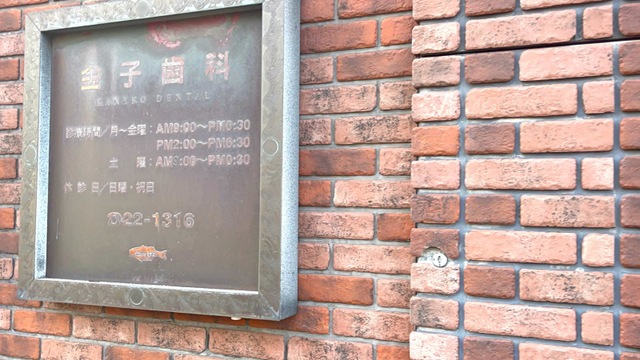 金子歯科
KANEKO DENTAL
診療時間／月～金曜：AM9:00～PM0:30
PM2:00～PM6:30
土　曜：AM9:00～PM0:30
休診日／日曜・祝日
☎22-1316